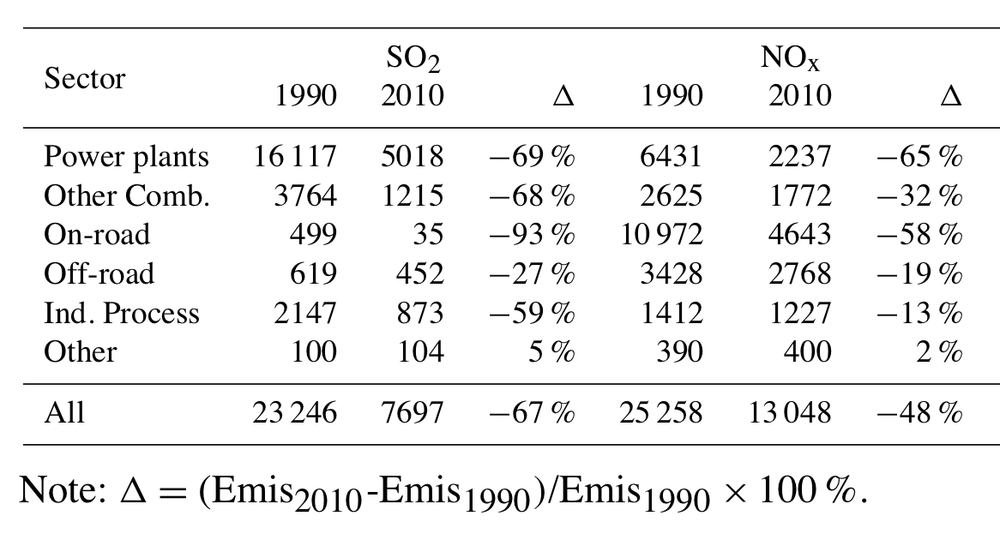 SO2 NOx
Sector
1990 2010 Δ 1990 2010 Δ
Power plants 16 117 5018 −69 % 6431 2237 −65 %
Other Comb. 3764 1215 −68 % 2625 1772 −32 %
On-road 499 35 −93 % 10 972 4643 −58 %
Off-road 619 452 −27 % 3428 2768 −19 %
Ind. Process 2147 873 −59 % 1412 1227 −13 %
Other 100 104 5 % 390 400 2 %
All 23 246 7697 −67 % 25 258 13 048 −48 %
Note: Δ = (Emis2010-Emis1990)/Emis1990 × 100 %.